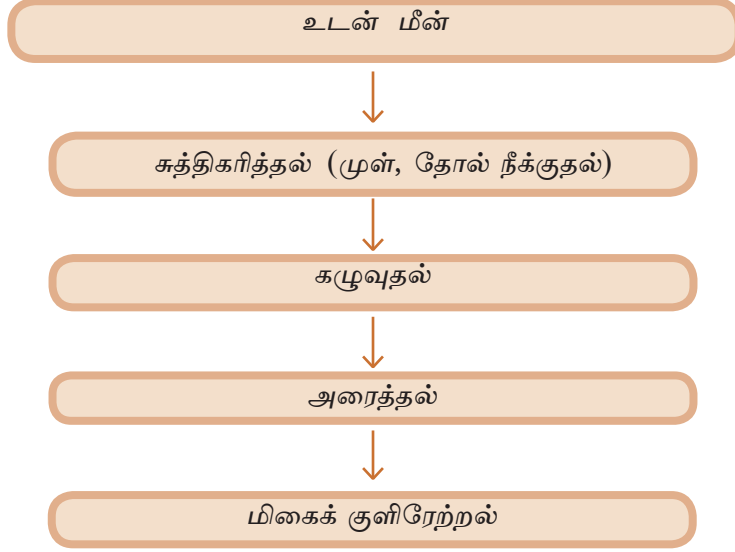 உடன் மீன்
சுத்திகரித்தல் (முள், தோல் நீக்குதல்)
கழுவுதல்
அரைத்தல்
மிகைக் குளிரேற்றல்